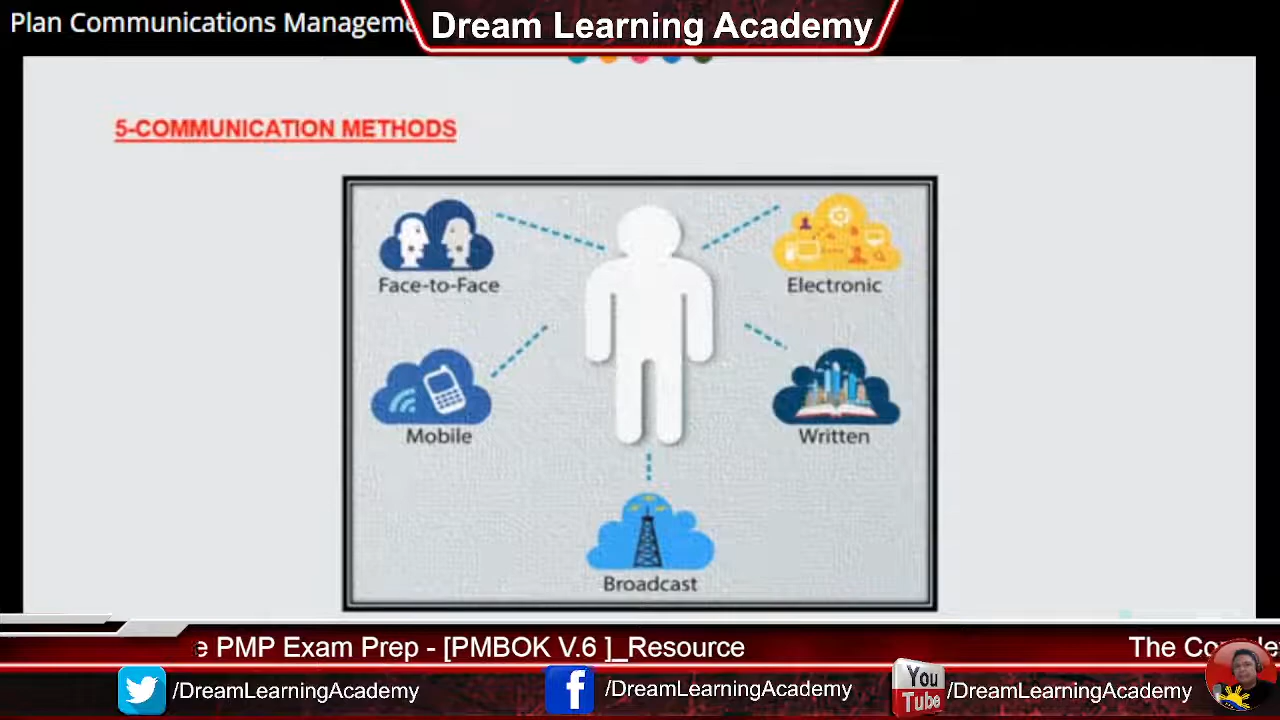 Plan Communications Manageme
Dream Learning Academy
5-COMMUNICATION METHODS
Face-to-Face
Electronic
Mobile
Written
Broadcast
e PMP Exam Prep - [PMBOK V.6 ]_Resource
The Co
/DreamLearningAcademy
/DreamLearningAcademy
You
Tube
/DreamLearningAcademy